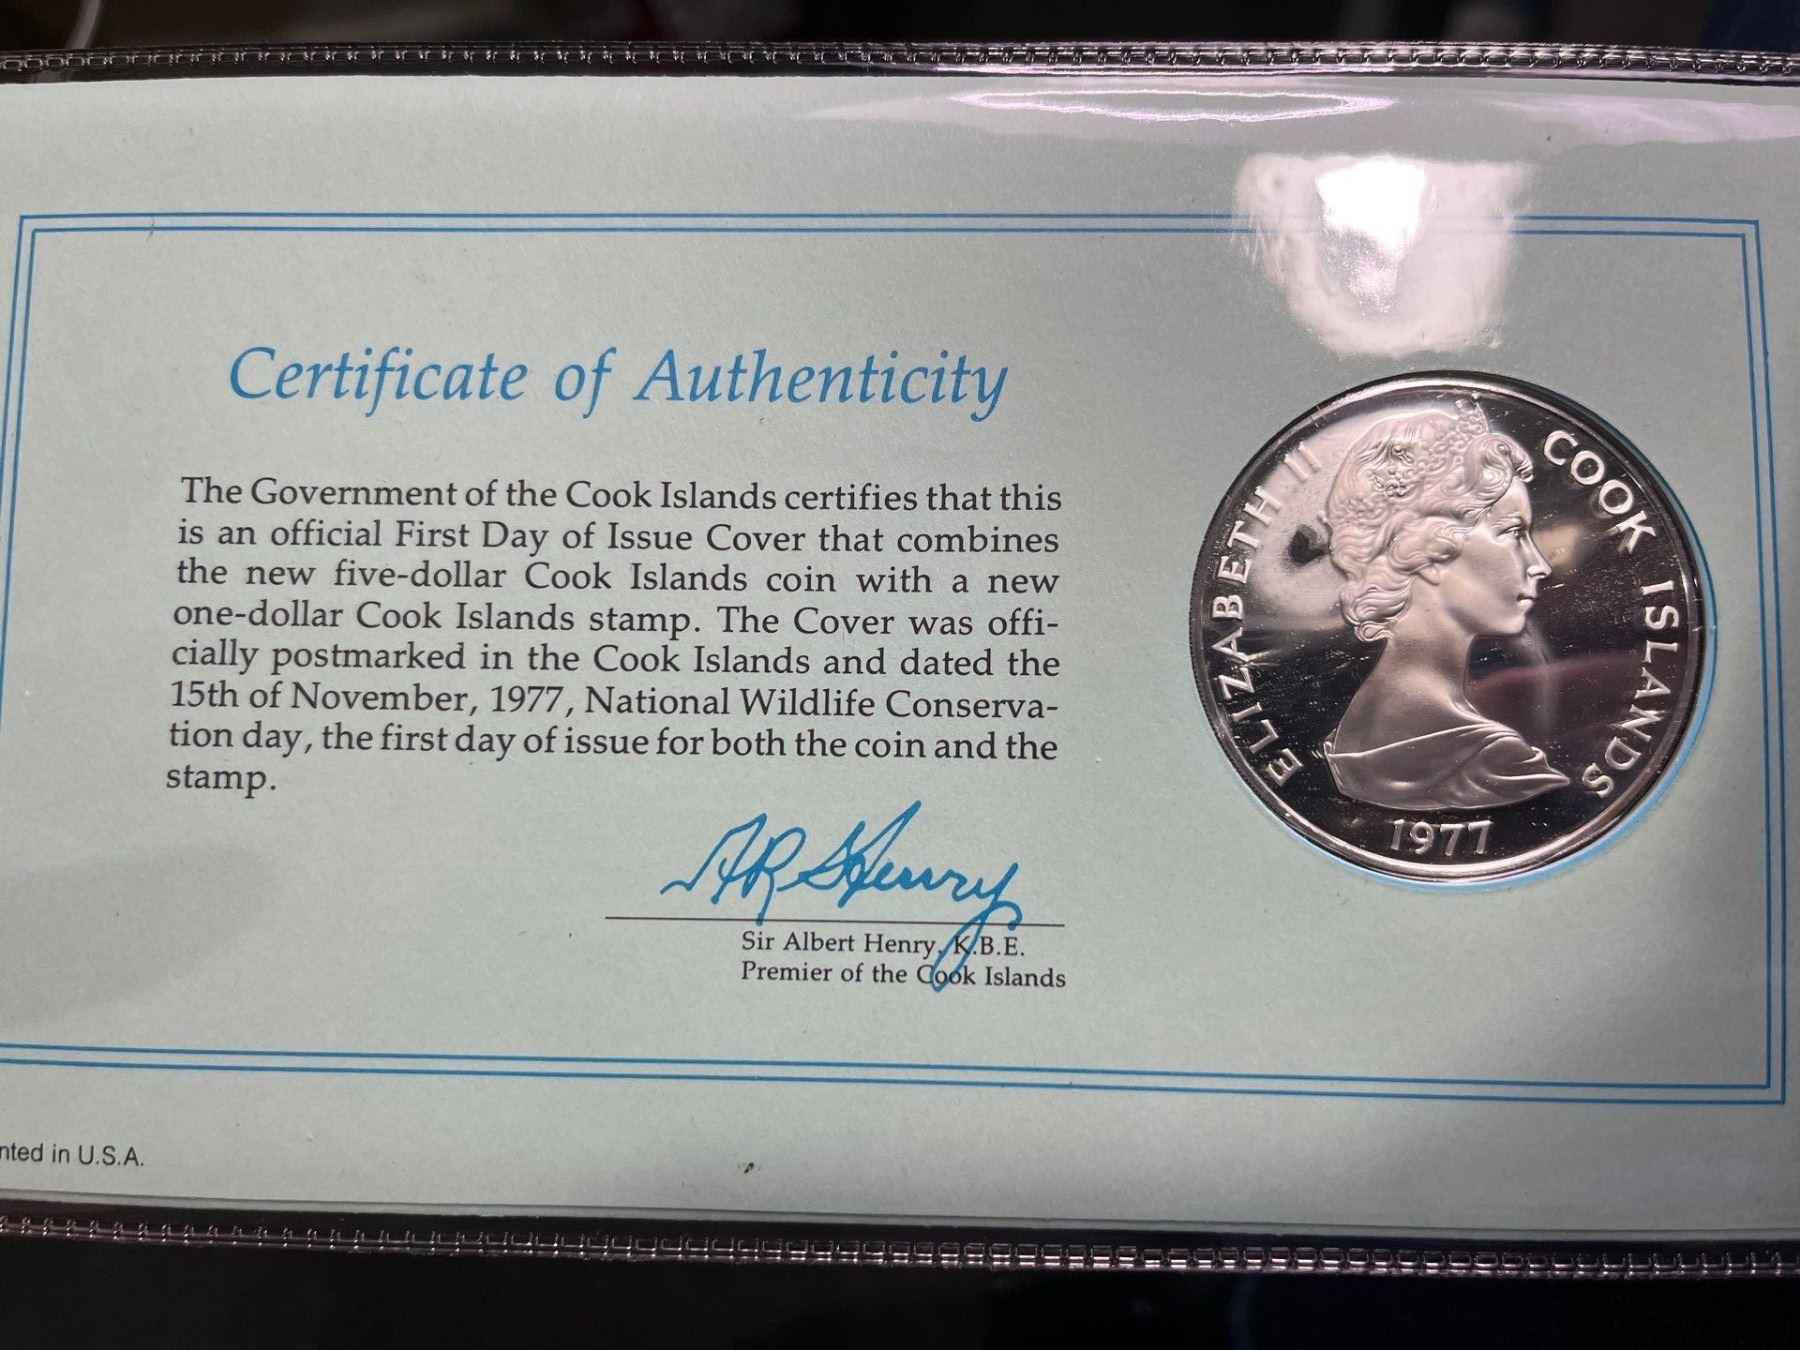 Certificate of Authenticity
The Government of the Cook Islands certifies that this
is an official First Day of Issue Cover that combines
the new five-dollar Cook Islands coin with a new
one-dollar Cook Islands stamp. The Cover was offi-
cially postmarked in the Cook Islands and dated the
15th of November, 1977, National Wildlife Conserva-
tion day, the first day of issue for both the coin and the
stamp.
Sir Albert Henry, K.B.E.
Premier of the Cook Islands
ELIZABETH II
COOK ISLANDS
1977
nted in U.S.A.